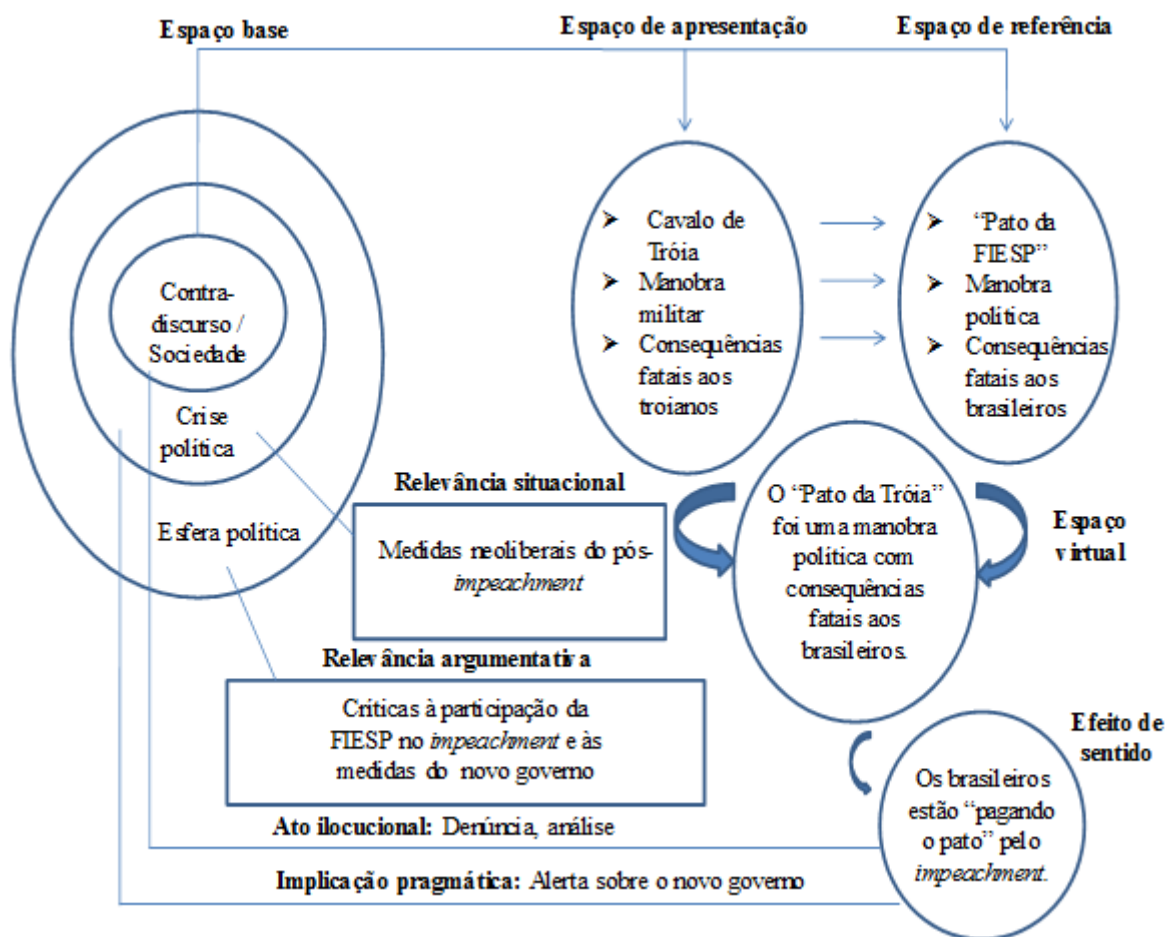 Espaço base
Espaço de apresentação
Espaço de referência
Contra-
discurso /
Sociedade
Crise
política
Esfera política
➤ Cavalo de
Tróia
➤ Manobra
militar
➤ Consequências
fatais aos
troianos
➤ “Pato da
FIESP”
➤ Manobra
política
➤ Consequências
fatais aos
brasileiros
Relevância situacional
Medidas neoliberais do pós-
impeachment
O “Pato da Tróia”
foi uma manobra
política com
consequências
fatais aos
brasileiros.
Espaço
virtual
Relevância argumentativa
Críticas à participação da
FIESP no impeachment e às
medidas do novo governo
Efeito de
sentido
Os brasileiros
estão “pagando
o pato” pelo
impeachment.
Ato ilocucional: Denúncia, análise
Implicação pragmática: Alerta sobre o novo governo